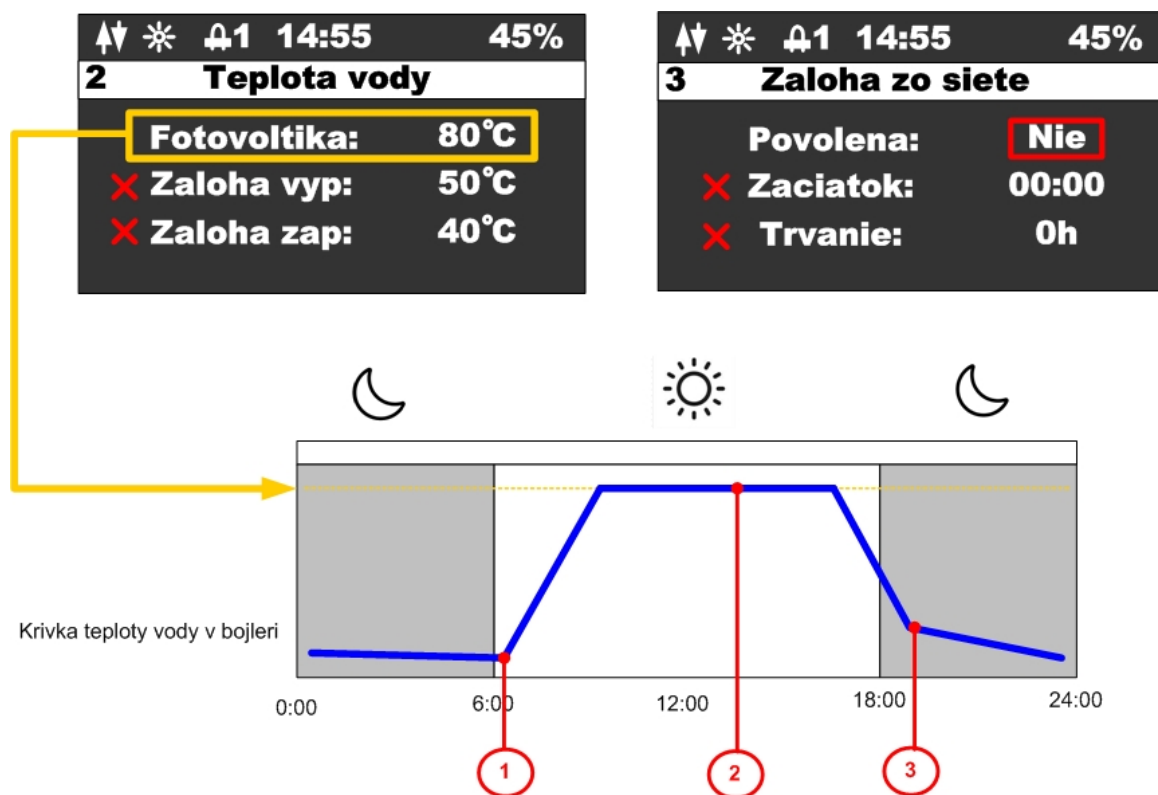 1 14:55 45%
2 Teplota vody
Fotovoltika: 80°C
Zaloha vyp: 50°C
Zaloha zap: 40°C
1 14:55 45%
3 Zaloha zo siete
Povolena: Nie
Zaciatok: 00:00
Trvanie: 0h
Krivka teploty vody v bojleri
0:00 6:00 12:00 18:00 24:00
1 2 3